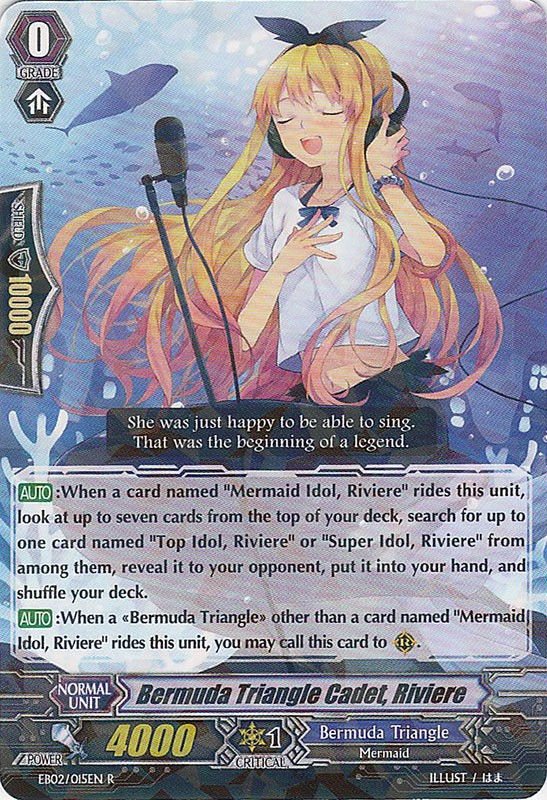 0
GRADE
SHIELD
10000
She was just happy to be able to sing.
That was the beginning of a legend.
AUTO :When a card named "Mermaid Idol, Riviere" rides this unit,
look at up to seven cards from the top of your deck, search for up to
one card named "Top Idol, Riviere" or "Super Idol, Riviere" from
among them, reveal it to your opponent, put it into your hand, and
shuffle your deck.
AUTO :When a «Bermuda Triangle» other than a card named "Mermaid
Idol, Riviere" rides this unit, you may call this card to .
NORMAL
UNIT
Bermuda Triangle Cadet, Riviere
POWER
4000
1
CRITICAL
Bermuda Triangle
Mermaid
EB02/015EN R
ILLUST / はま